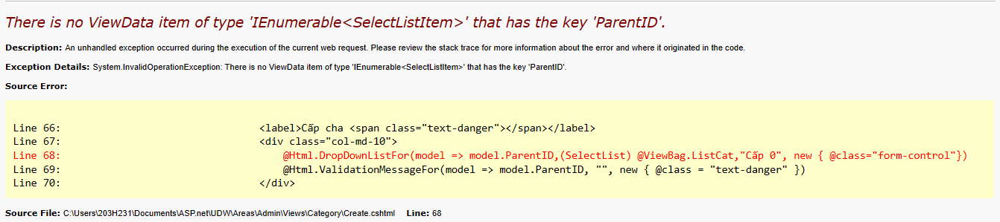 There is no ViewData item of type 'IEnumerable<SelectListItem>' that has the key 'ParentID'.
Description: An unhandled exception occurred during the execution of the current web request. Please review the stack trace for more information about the error and where it originated in the code.
Exception Details: System.InvalidOperationException: There is no ViewData item of type 'IEnumerable<SelectListItem>' that has the key 'ParentID'.
Source Error:
Line 66: <label>Cấp cha <span class="text-danger"></span></label>
Line 67: <div class="col-md-10">
Line 68: @Html.DropDownListFor(model => model.ParentID,(SelectList) @ViewBag.ListCat,"Cấp 0", new { @class="form-control"})
Line 69: @Html.ValidationMessageFor(model => model.ParentID, "", new { @class = "text-danger" })
Line 70: </div>
Source File: C:\Users\203H231\Documents\ASP.net\UDW\Areas\Admin\Views\Category\Create.cshtml Line: 68